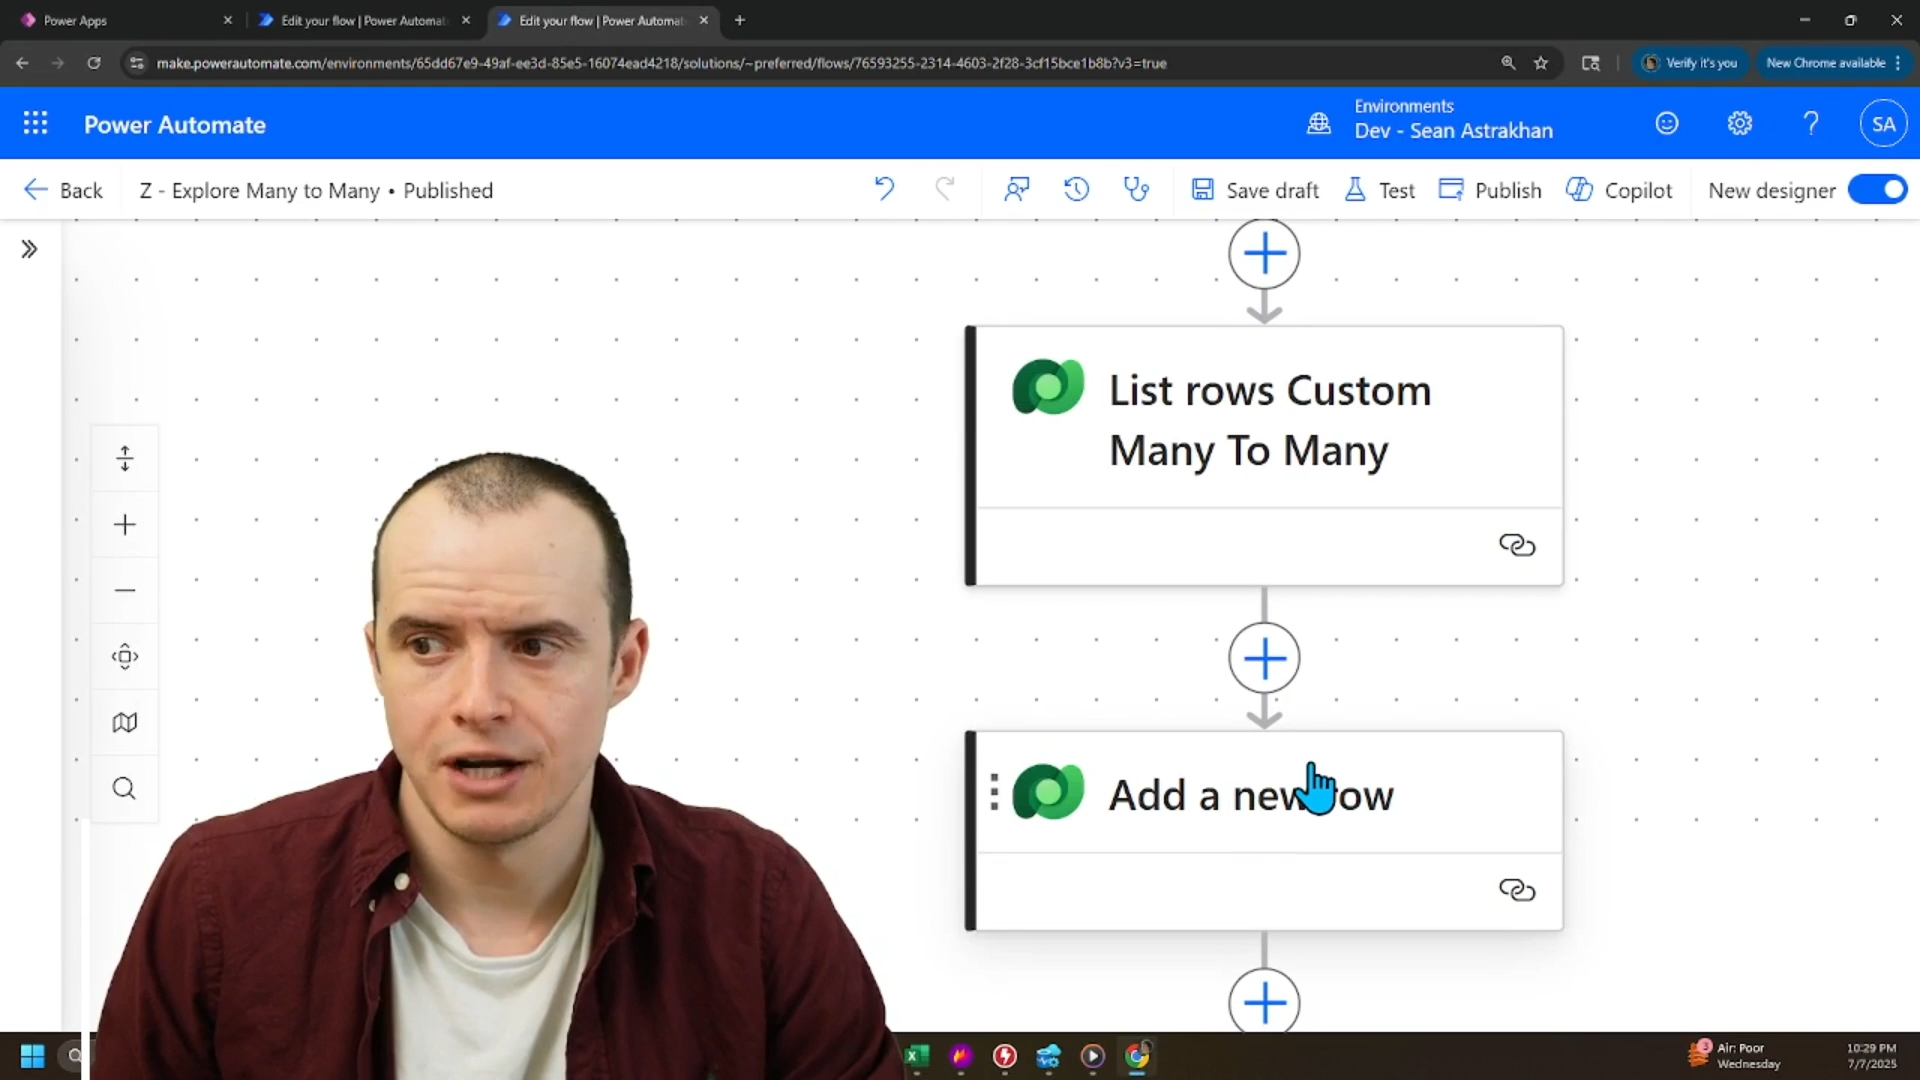 Power Apps
Edit your flow | Power Automat
Edit your flow | Power Automat
make.powerautomate.com/environments/65dd67e9-49af-ee3d-85e5-16074ead4218/solutions/~preferred/flows/76593255-2314-4603-2f28-3cf15bce1b8b?v3=true
Verify it's you
New Chrome available
Power Automate
Environments
Dev - Sean Astrakhan
SA
Back
Z - Explore Many to Many • Published
Save draft
Test
Publish
Copilot
New designer
List rows Custom
Many To Many
Add a new row
3
Air: Poor
Wednesday
10:29 PM
7/7/2025